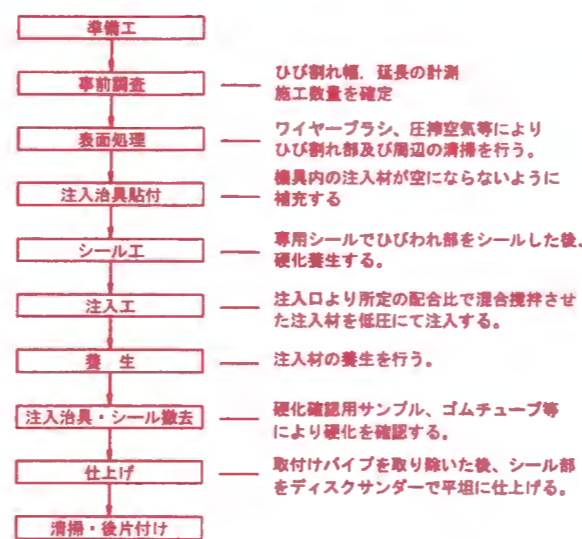 準備工
事前調査
ひび割れ幅、延長の計測
施工数量を確定
表面処理
ワイヤーブラシ、圧搾空気等により
ひび割れ部及び周辺の清掃を行う。
注入治具貼付
機具内の注入材が空にならないように
補充する
シール工
専用シールでひびわれ部をシールした後、
硬化養生する。
注入工
注入口より所定の配合比で混合攪拌させ
た注入材を低圧にて注入する。
養 生
注入材の養生を行う。
注入治具・シール撤去
硬化確認用サンプル、ゴムチューブ等
により硬化を確認する。
仕上げ
取付けパイプを取り除いた後、シール部
をディスクサンダーで平坦に仕上げる。
清掃・後片付け